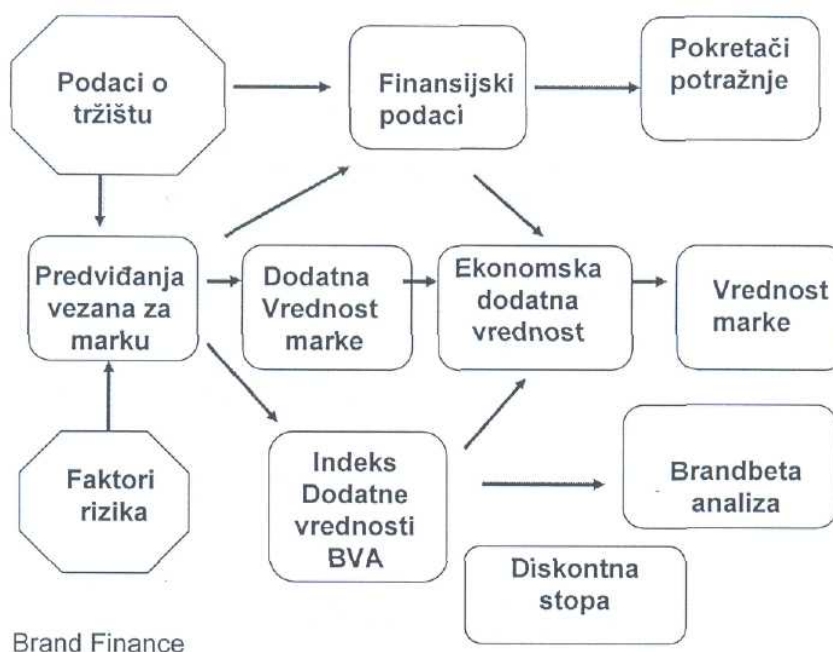 Podaci o
tržištu
Finansijski
podaci
Pokretači
potražnje
Predviđanja
vezana za
marku
Dodatna
Vrednost
marke
Ekonomska
dodatna
vrednost
Vrednost
marke
Faktori
rizika
Indeks
Dodatne
vrednosti
BVA
Brandbeta
analiza
Diskontna
stopa
Brand Finance